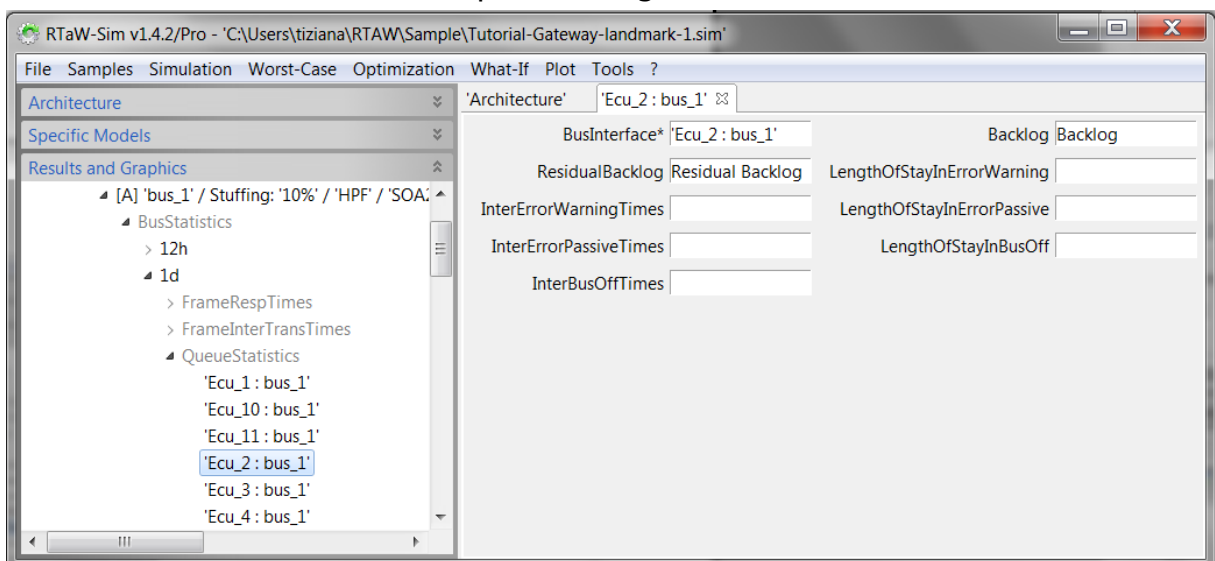 RTaW-Sim v1.4.2/Pro - 'C:\Users\tiziana\RTAW\Sample\Tutorial-Gateway-landmark-1.sim'
File Samples Simulation Worst-Case Optimization What-If Plot Tools ?
Architecture
Specific Models
Results and Graphics
[A] 'bus_1' / Stuffing: '10%' / 'HPF' / 'SOA
BusStatistics
12h
1d
FrameRespTimes
FrameInterTransTimes
QueueStatistics
'Ecu_1 : bus_1'
'Ecu_10 : bus_1'
'Ecu_11 : bus_1'
'Ecu_2 : bus_1'
'Ecu_3 : bus_1'
'Ecu_4 : bus_1'
'Architecture' 'Ecu_2 : bus_1'
BusInterface* 'Ecu_2 : bus_1' Backlog Backlog
ResidualBacklog Residual Backlog LengthOfStayInErrorWarning
InterErrorWarningTimes LengthOfStayInErrorPassive
InterErrorPassiveTimes LengthOfStayInBusOff
InterBusOffTimes